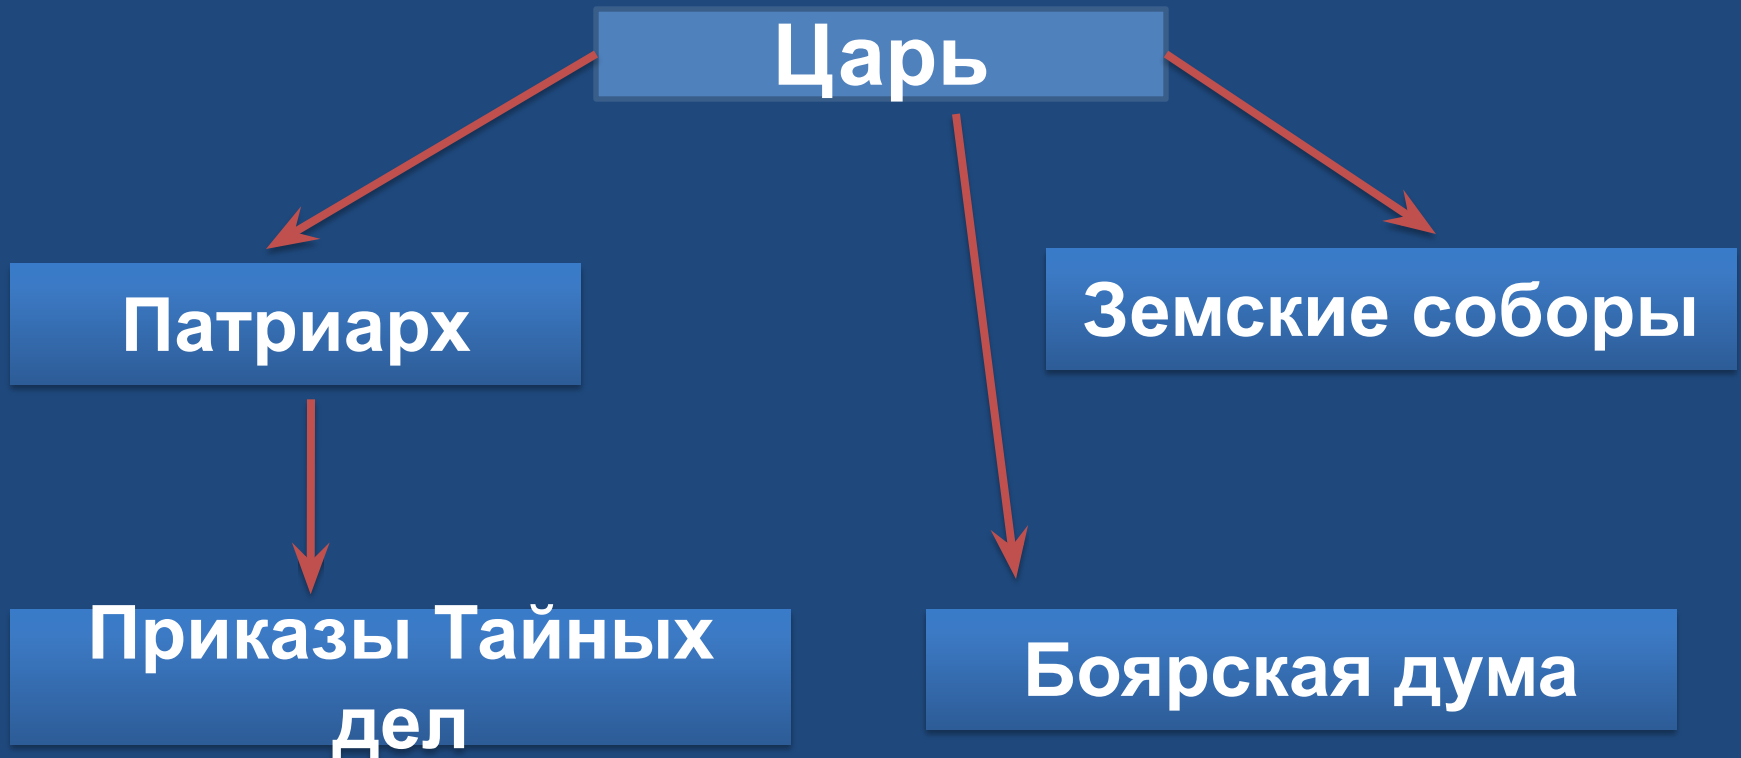 Царь
Патриарх
Земские соборы
Приказы Тайных
дел
Боярская дума